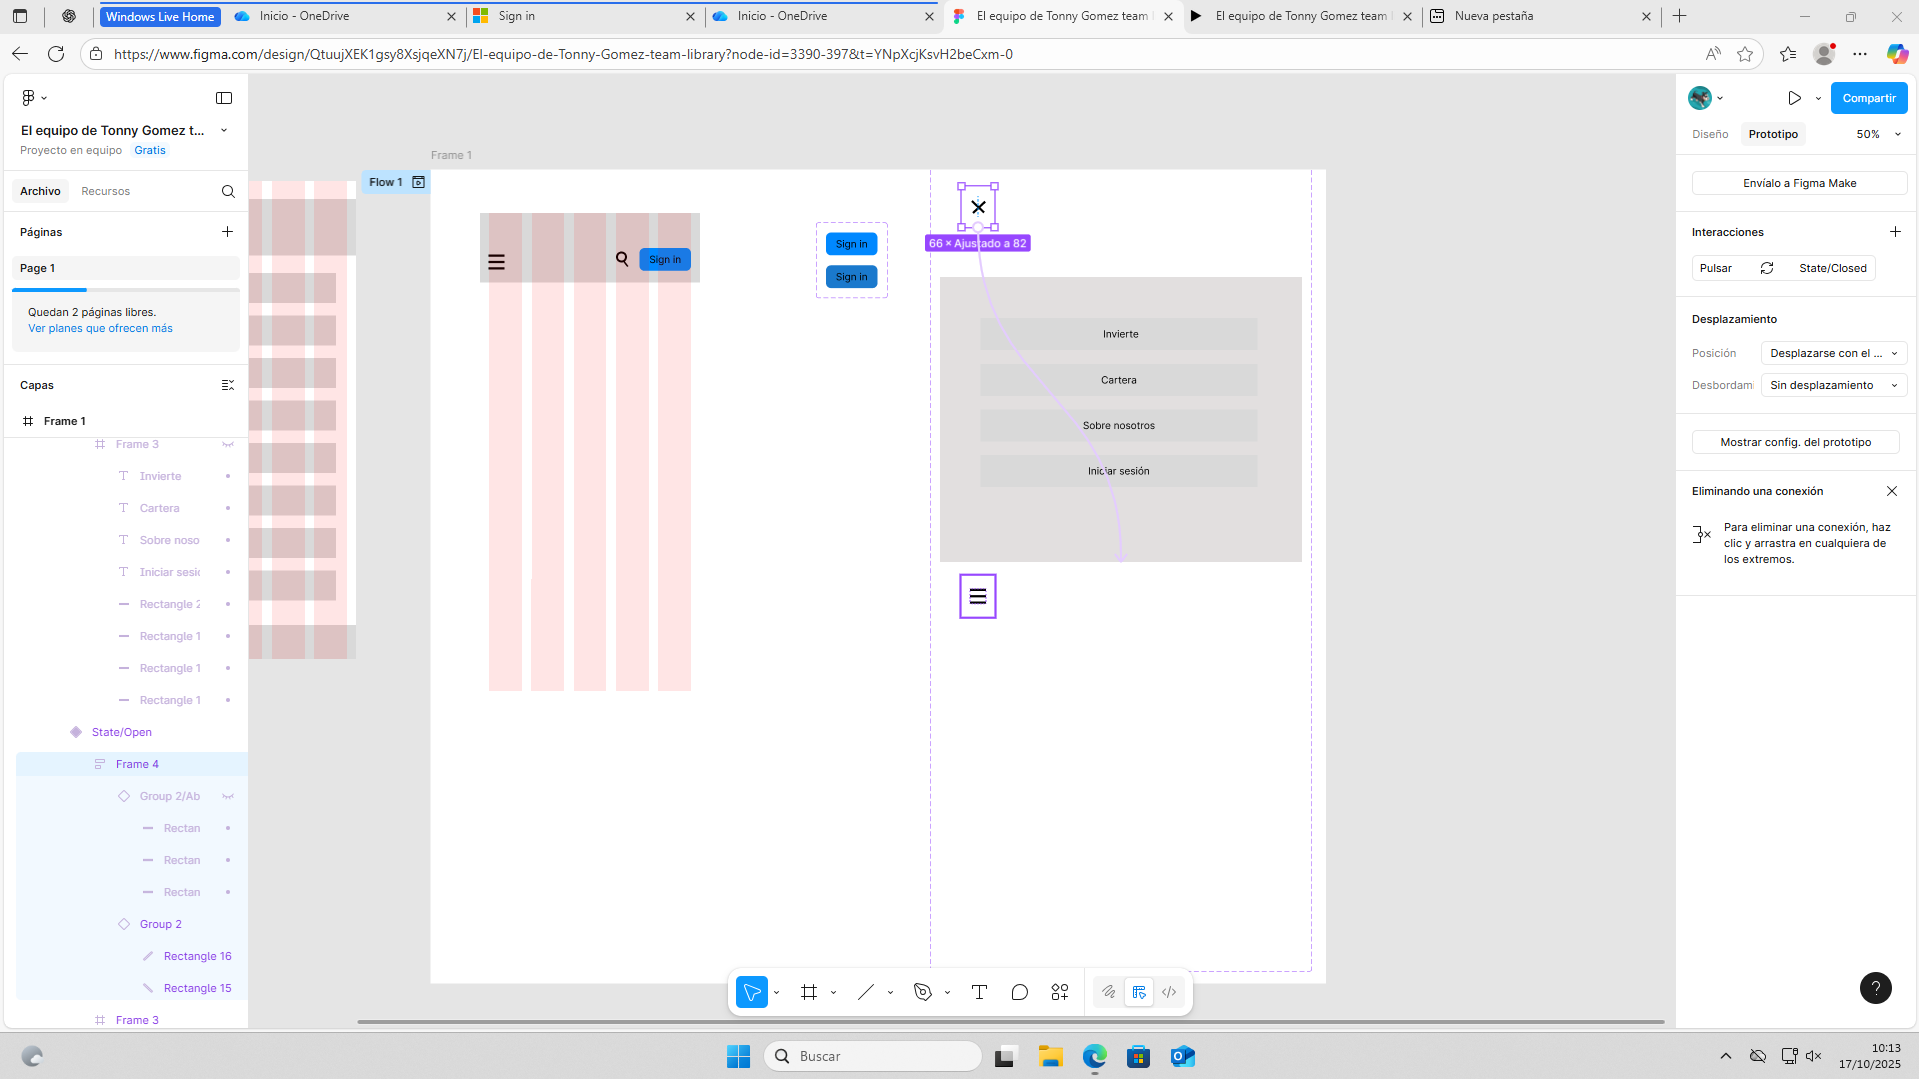 Windows Live Home
Inicio - OneDrive
Sign in
Inicio - OneDrive
El equipo de Tonny Gomez team
El equipo de Tonny Gomez team
Nueva pestaña
https://www.figma.com/design/QtuujXEK1gsy8XsjqeXN7j/El-equipo-de-Tonny-Gomez-team-library?node-id=3390-397&t=YNpXcjKsvH2beCxm-0
El equipo de Tonny Gomez t...
Proyecto en equipo Gratis
Archivo Recursos
Páginas
Page 1
Quedan 2 páginas libres.
Ver planes que ofrecen más
Capas
Frame 1
Frame 3
Invierte
Cartera
Sobre noso
Iniciar sesi
Rectangle 2
Rectangle 1
Rectangle 1
Rectangle 1
State/Open
Frame 4
Group 2/Ab
Rectan
Rectan
Rectan
Group 2
Rectangle 16
Rectangle 15
Frame 3
Frame 1
Flow 1
Sign in
Sign in
Sign in
66 × Ajustado a 82
Invierte
Cartera
Sobre nosotros
Iniciar sesión
Compartir
Diseño Prototipo 50%
Envíalo a Figma Make
Interacciones
Pulsar State/Closed
Desplazamiento
Posición Desplazarse con el ...
Desbordami Sin desplazamiento
Mostrar config. del prototipo
Eliminando una conexión
Para eliminar una conexión, haz
clic y arrastra en cualquiera de
los extremos.
?
Buscar
10:13
17/10/2025